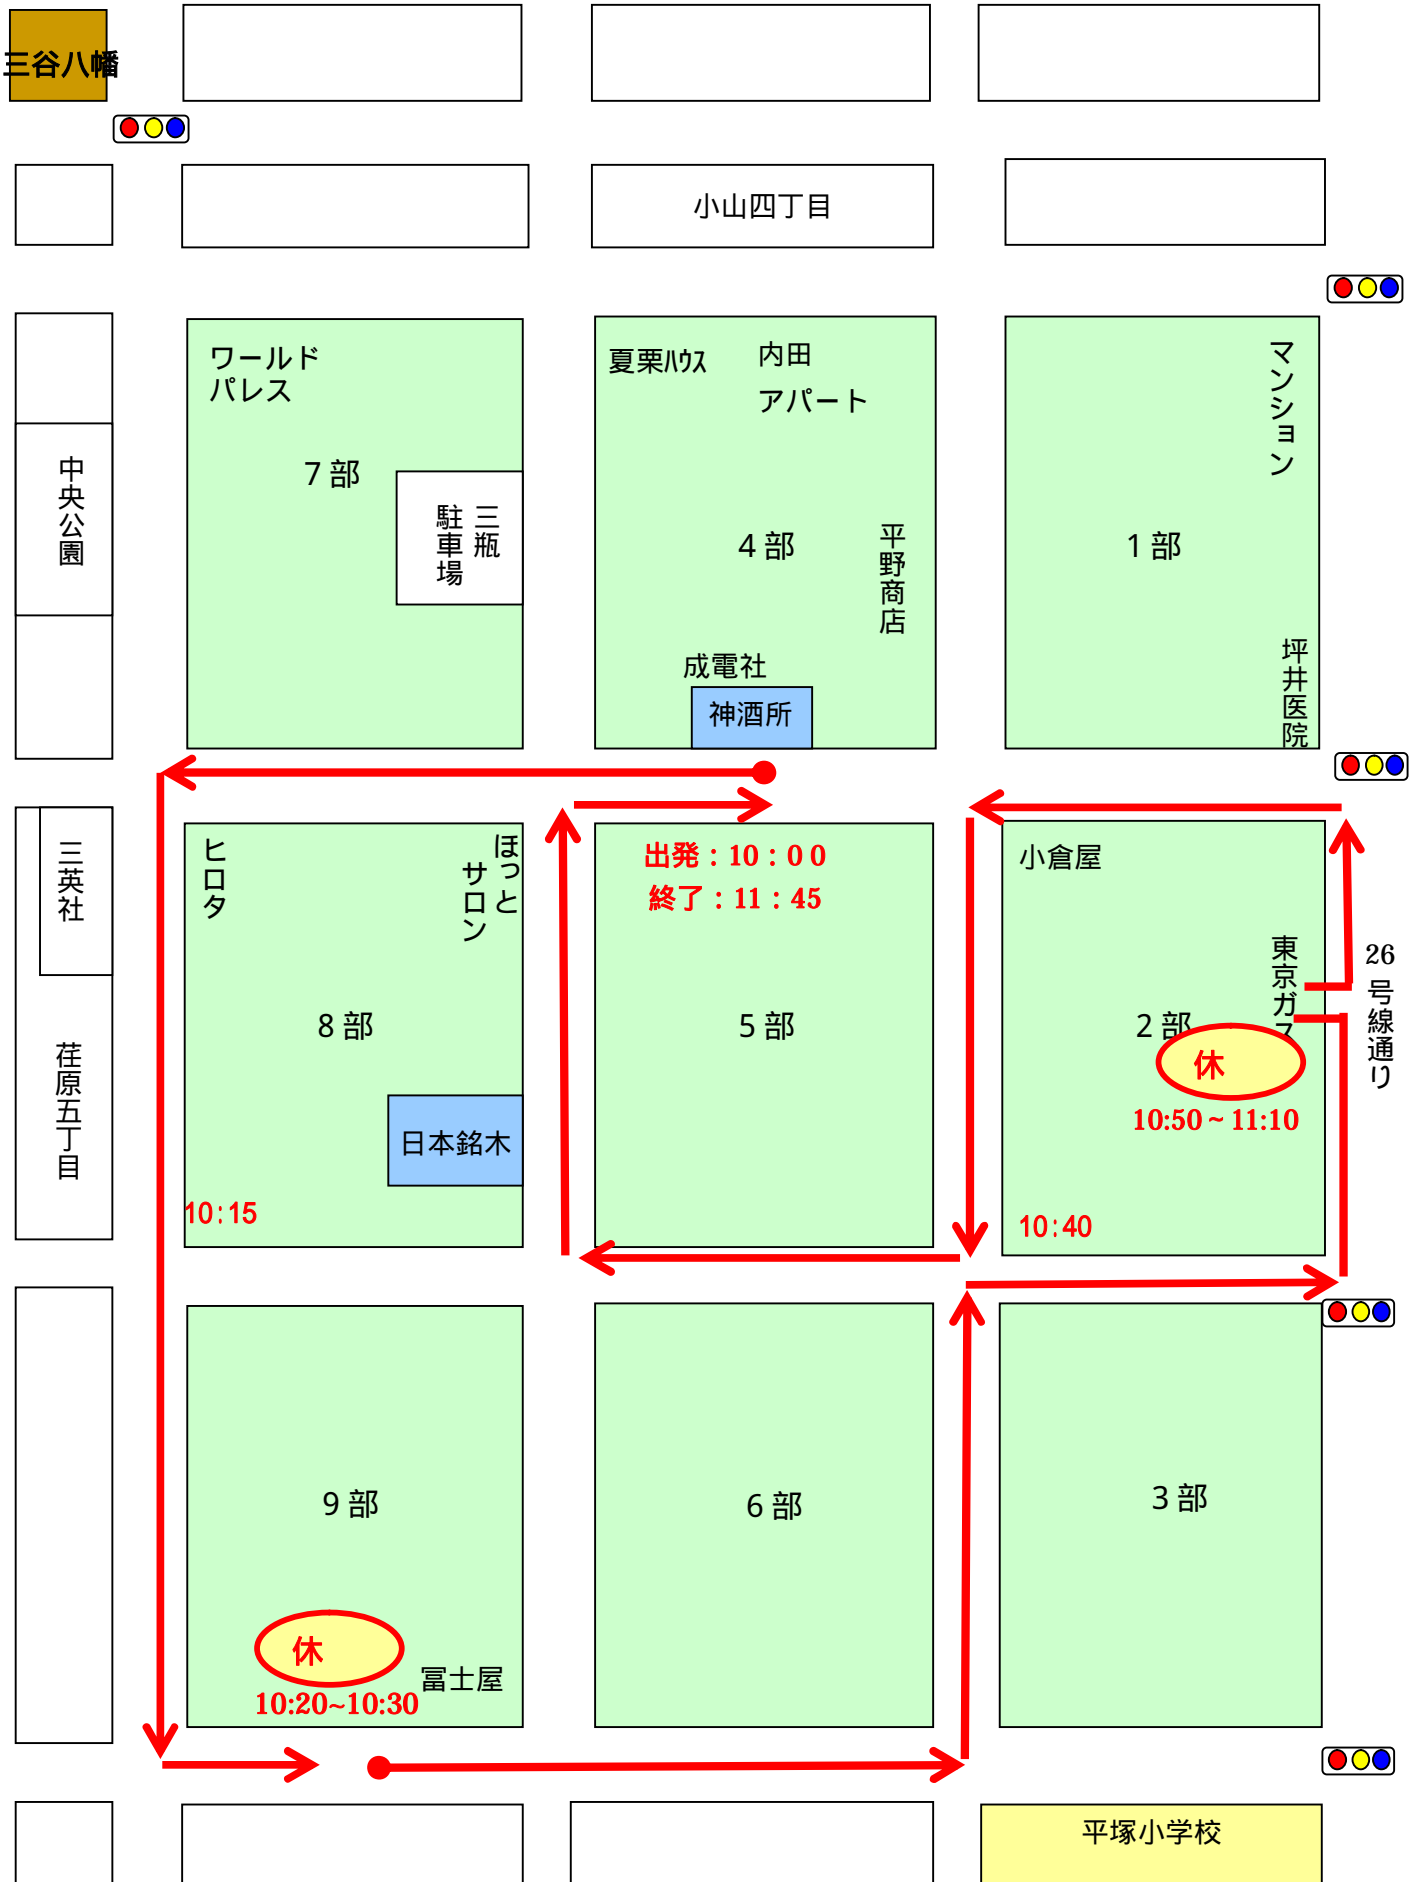 三谷八幡
小山四丁目
ワールド
パレス
7部
三瓶
駐車場
夏栗ﾊｳｽ
内田
アパート
4部
平野商店
成電社
神酒所
マンション
1部
坪井医院
中央公園
三英社
荏原五丁目
ヒロタ
ほっと
サロン
8部
日本銘木
10:15
出発：10：00
終了：11：45
5部
小倉屋
東京ガス
2部
休
10:50～11:10
10:40
26
号線通り
9部
休
10:20~10:30
冨士屋
6部
3部
平塚小学校